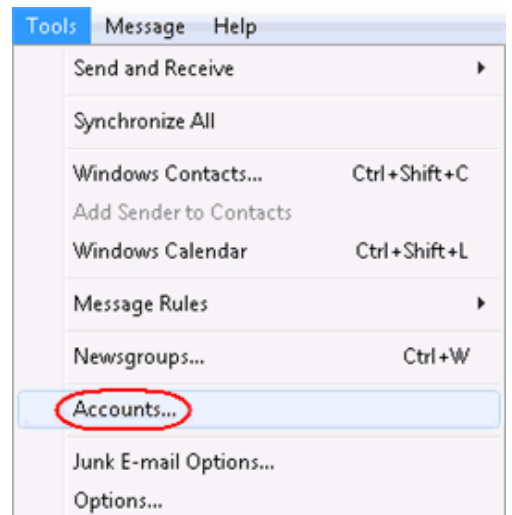 Tools Message Help
Send and Receive
Synchronize All
Windows Contacts... Ctrl+Shift+C
Add Sender to Contacts
Windows Calendar Ctrl+Shift+L
Message Rules
Newsgroups... Ctrl+W
Accounts...
Junk E-mail Options...
Options...